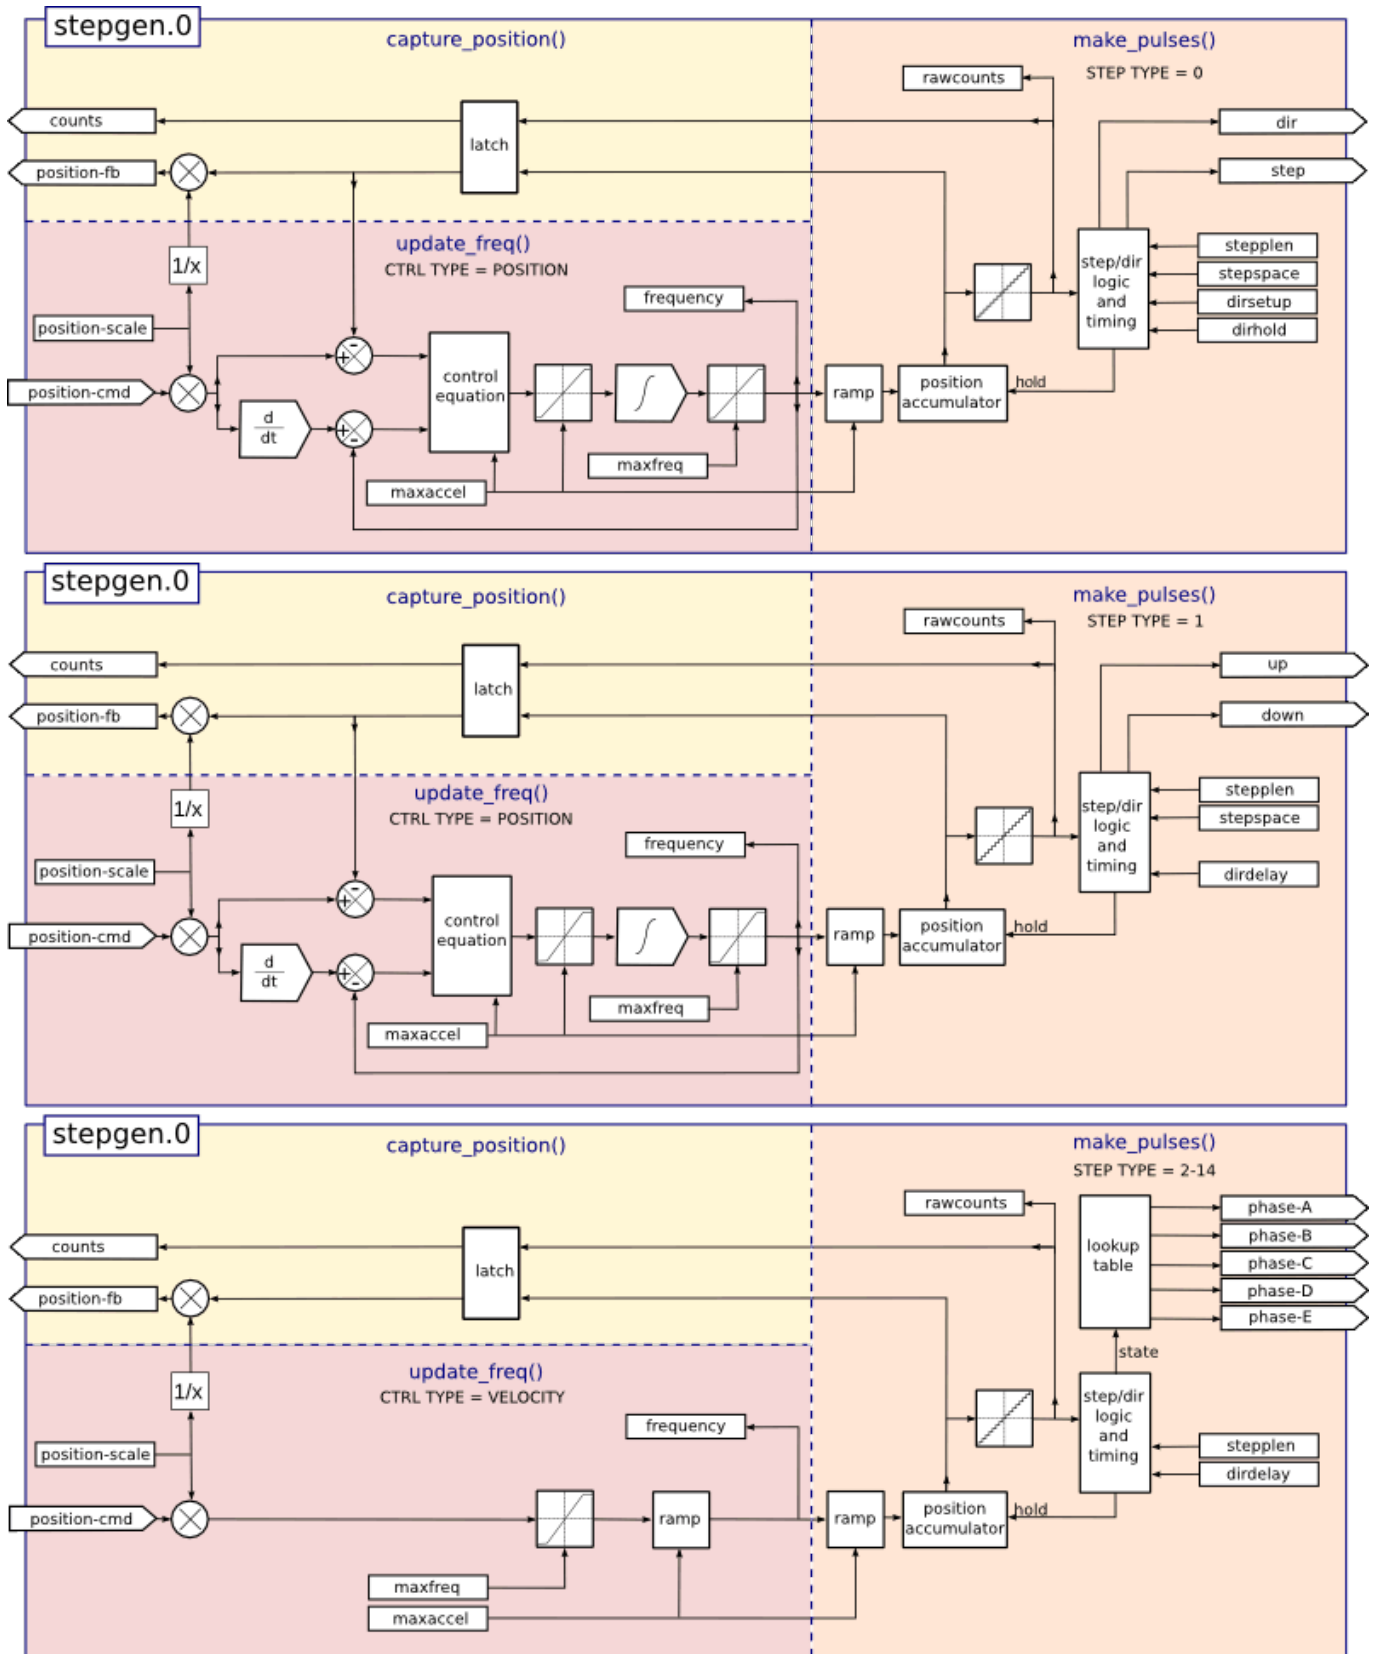 stepgen.0
capture_position()
make_pulses()
STEP TYPE = 0
rawcounts
counts
latch
dir
position-fb
step
update_freq()
CTRL TYPE = POSITION
1/x
frequency
step/dir
logic
and
timing
stepplen
stepspace
dirsetup
dirhold
position-scale
position-cmd
+
-
d
dt
+
-
control
equation
∫
maxfreq
maxaccel
ramp
position
accumulator
hold
stepgen.0
capture_position()
make_pulses()
STEP TYPE = 1
rawcounts
counts
latch
up
position-fb
down
update_freq()
CTRL TYPE = POSITION
1/x
frequency
step/dir
logic
and
timing
stepplen
stepspace
dirdelay
position-scale
position-cmd
+
-
d
dt
+
-
control
equation
∫
maxfreq
maxaccel
ramp
position
accumulator
hold
stepgen.0
capture_position()
make_pulses()
STEP TYPE = 2-14
rawcounts
counts
latch
position-fb
lookup
table
phase-A
phase-B
phase-C
phase-D
phase-E
state
update_freq()
CTRL TYPE = VELOCITY
1/x
frequency
step/dir
logic
and
timing
stepplen
dirdelay
position-scale
position-cmd
ramp
maxfreq
maxaccel
ramp
position
accumulator
hold